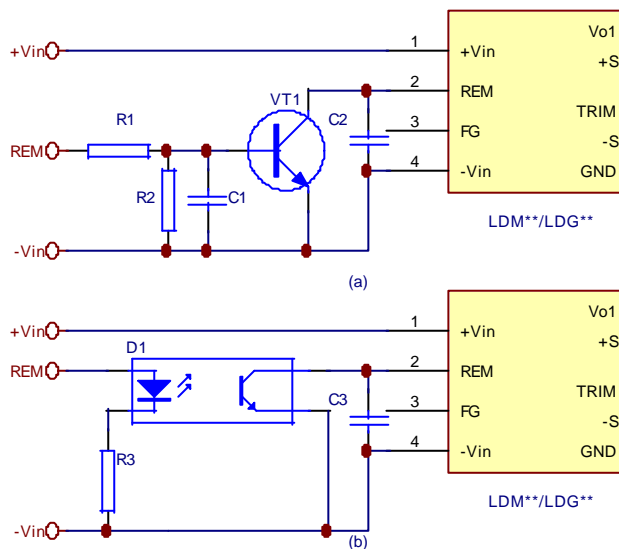 +Vin
1
+Vin
Vo1
+S
VT1
2
REM
R1
C2
TRIM
REM
3
FG
-S
R2
C1
4
-Vin
GND
-Vin
LDM**/LDG**
(a)
+Vin
1
+Vin
Vo1
D1
+S
REM
2
REM
TRIM
C3
3
FG
-S
R3
4
-Vin
GND
LDM**/LDG**
-Vin
(b)